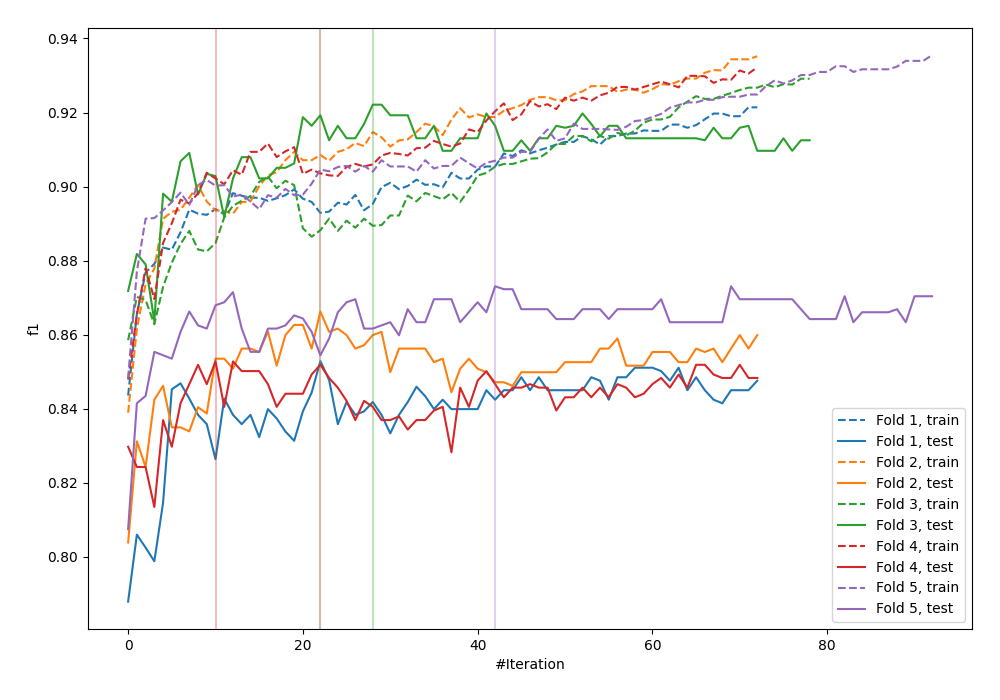 0.94
0.92
0.90
0.88
0.86
0.84
0.82
0.80
f1
0
20
40
60
80
#Iteration
Fold 1, train
Fold 1, test
Fold 2, train
Fold 2, test
Fold 3, train
Fold 3, test
Fold 4, train
Fold 4, test
Fold 5, train
Fold 5, test